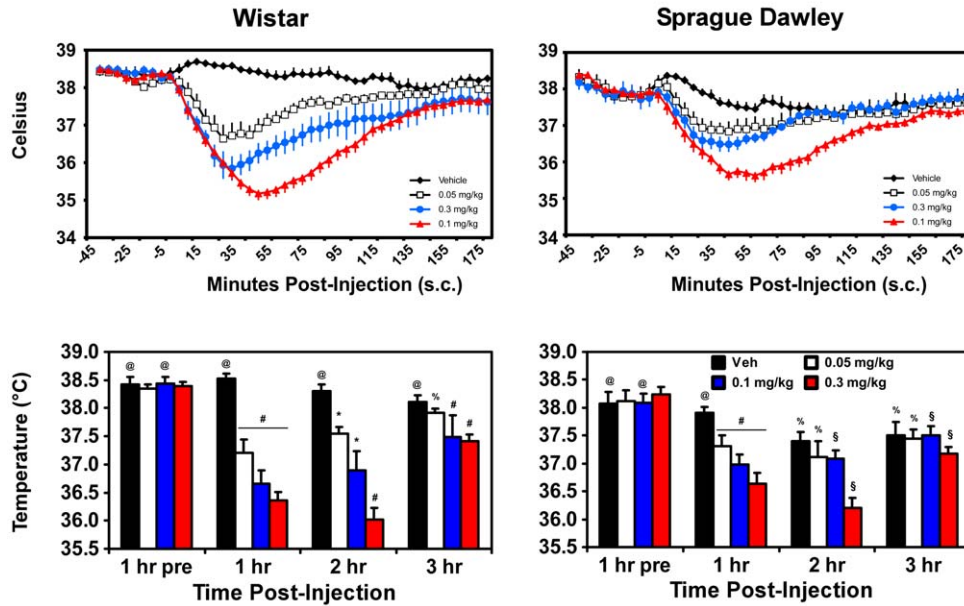 Wistar
Sprague Dawley
Celsius
39
38
37
36
35
34
Vehicle
0.05 mg/kg
0.3 mg/kg
0.1 mg/kg
-45
-25
-5
15
35
55
75
95
115
135
155
175
Minutes Post-Injection (s.c.)
39
38
37
36
35
34
Vehicle
0.05 mg/kg
0.3 mg/kg
0.1 mg/kg
-45
-25
-5
15
35
55
75
95
115
135
155
175
Minutes Post-Injection (s.c.)
Temperature (°C)
39.0
38.5
38.0
37.5
37.0
36.5
36.0
35.5
@ @ @ # @ * * # @ % # #
1 hr pre 1 hr 2 hr 3 hr
Time Post-Injection
39.0
38.5
38.0
37.5
37.0
36.5
36.0
35.5
Veh 0.05 mg/kg
0.1 mg/kg 0.3 mg/kg
@ @ @ # % % § § % % § §
1 hr pre 1 hr 2 hr 3 hr
Time Post-Injection